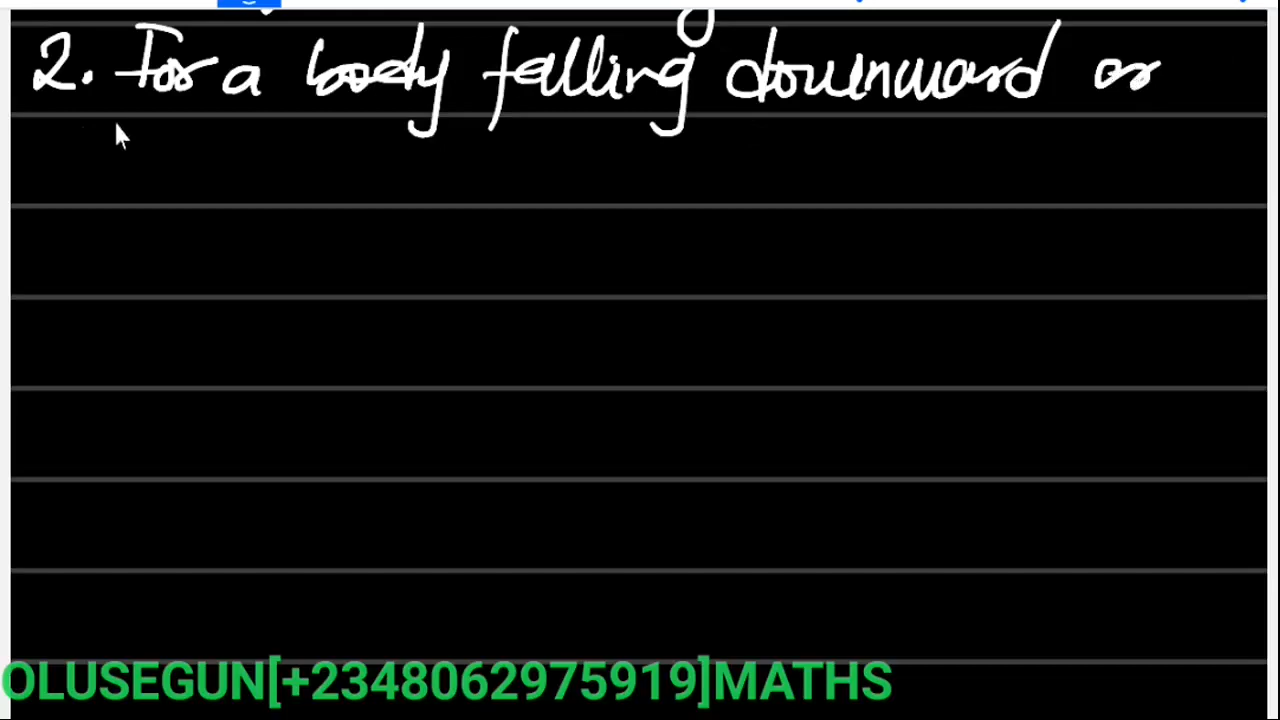 2. For a body falling downward or
OLUSEGUN[+2348062975919]MATHS